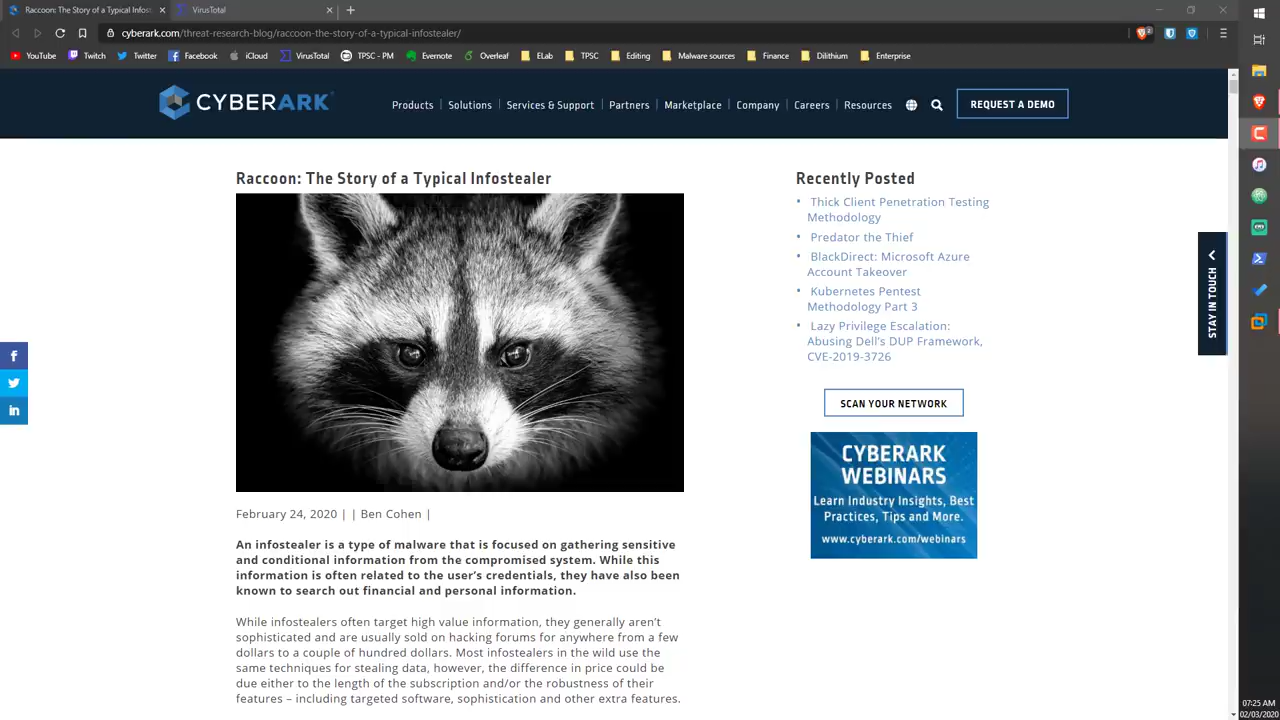 Raccoon: The Story of a Typical Infost
VirusTotal
cyberark.com/threat-research-blog/raccoon-the-story-of-a-typical-infostealer/
2
YouTube
Twitch
Twitter
Facebook
iCloud
VirusTotal
TPSC - PM
Evernote
Overleaf
ELab
TPSC
Editing
Malware sources
Finance
Dilithium
Enterprise
CYBERARK
Products
Solutions
Services & Support
Partners
Marketplace
Company
Careers
Resources
REQUEST A DEMO
Raccoon: The Story of a Typical Infostealer
February 24, 2020 | | Ben Cohen |
An infostealer is a type of malware that is focused on gathering sensitive
and conditional information from the compromised system. While this
information is often related to the user's credentials, they have also been
known to search out financial and personal information.
While infostealers often target high value information, they generally aren't
sophisticated and are usually sold on hacking forums for anywhere from a few
dollars to a couple of hundred dollars. Most infostealers in the wild use the
same techniques for stealing data, however, the difference in price could be
due either to the length of the subscription and/or the robustness of their
features – including targeted software, sophistication and other extra features.
Recently Posted
Thick Client Penetration Testing
Methodology
Predator the Thief
BlackDirect: Microsoft Azure
Account Takeover
Kubernetes Pentest
Methodology Part 3
Lazy Privilege Escalation:
Abusing Dell's DUP Framework,
CVE-2019-3726
SCAN YOUR NETWORK
CYBERARK
WEBINARS
Learn Industry Insights, Best
Practices, Tips and More.
www.cyberark.com/webinars
STAY IN TOUCH
07:25 AM
02/03/2020